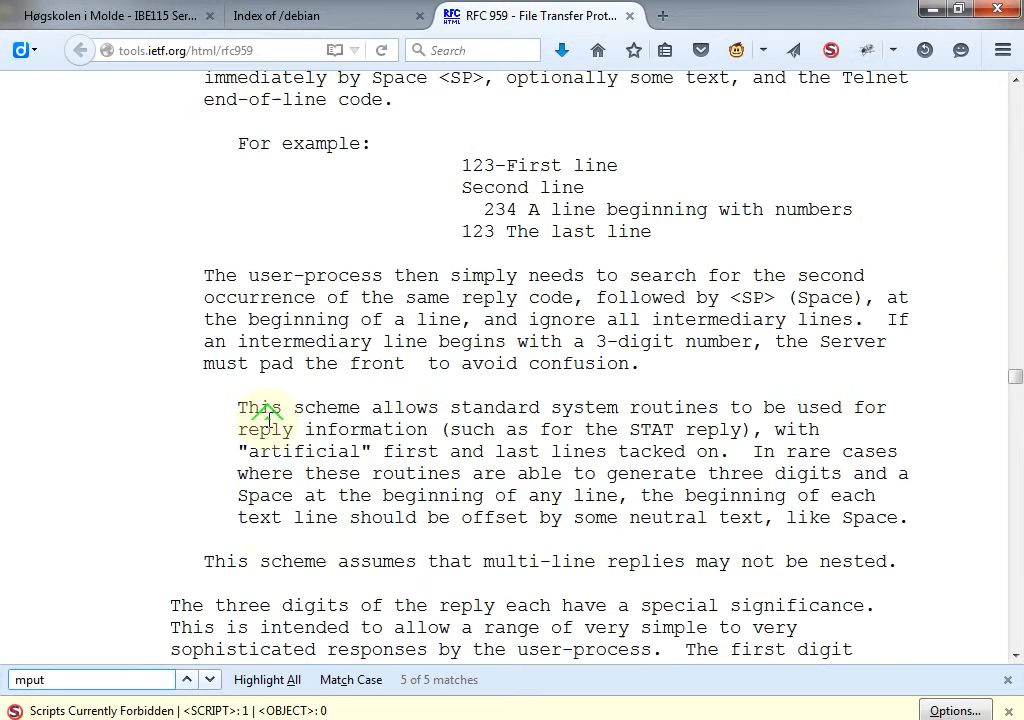 Høgskolen i Molde - IBE115 Ser...
Index of /debian
RFC HTML
RFC 959 - File Transfer Prot...
tools.ietf.org/html/rfc959
Search
immediately by Space <SP>, optionally some text, and the Telnet
end-of-line code.
For example:
123-First line
Second line
234 A line beginning with numbers
123 The last line
The user-process then simply needs to search for the second
occurrence of the same reply code, followed by <SP> (Space), at
the beginning of a line, and ignore all intermediary lines.  If
an intermediary line begins with a 3-digit number, the Server
must pad the front  to avoid confusion.
This scheme allows standard system routines to be used for
reply information (such as for the STAT reply), with
"artificial" first and last lines tacked on.  In rare cases
where these routines are able to generate three digits and a
Space at the beginning of any line, the beginning of each
text line should be offset by some neutral text, like Space.
This scheme assumes that multi-line replies may not be nested.
The three digits of the reply each have a special significance.
This is intended to allow a range of very simple to very
sophisticated responses by the user-process.  The first digit
mput
Highlight All
Match Case
5 of 5 matches
Scripts Currently Forbidden | <SCRIPT>: 1 | <OBJECT>: 0
Options...